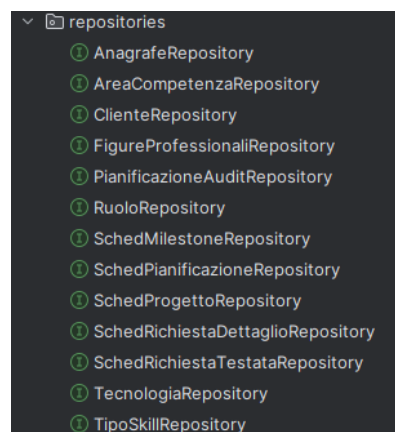 repositories
AnagrafeRepository
AreaCompetenzaRepository
ClienteRepository
FigureProfessionaliRepository
PianificazioneAuditRepository
RuoloRepository
SchedMilestoneRepository
SchedPianificazioneRepository
SchedProgettoRepository
SchedRichiestaDettaglioRepository
SchedRichiestaTestataRepository
TecnologiaRepository
TipoSkillRepository